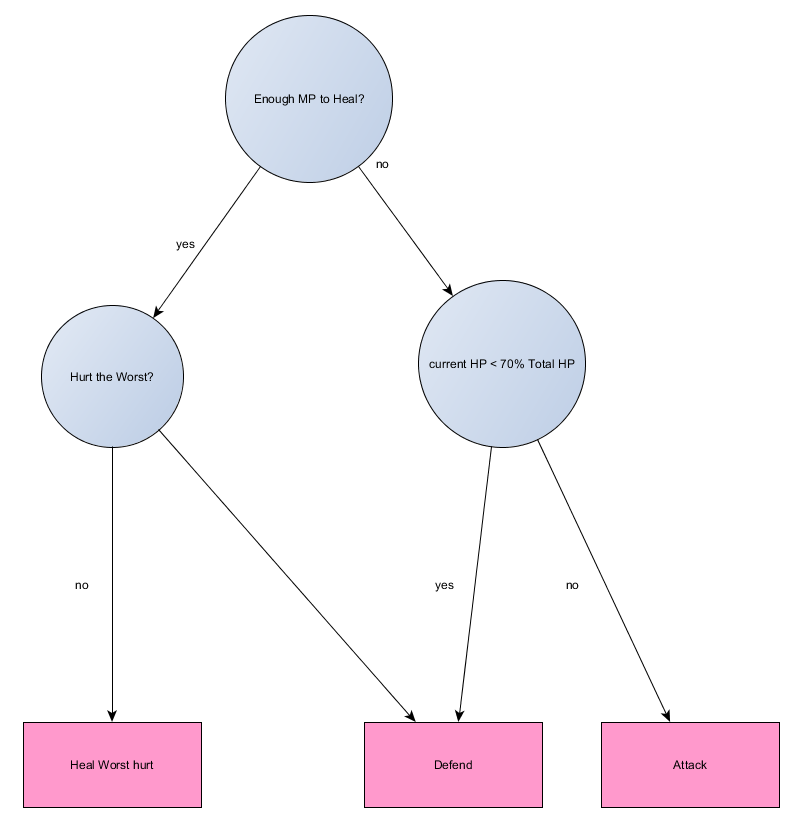 Enough MP to Heal?
no
yes
Hurt the Worst?
current HP < 70% Total HP
no
yes
no
Heal Worst hurt
Defend
Attack